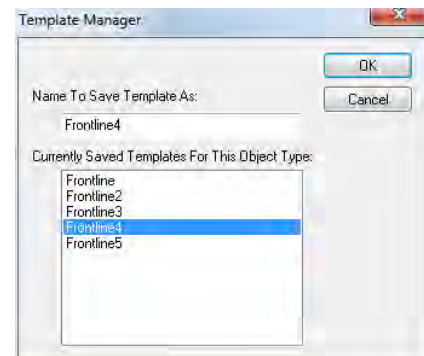 Template Manager
OK
Name To Save Template As:
Cancel
Frontline4
Currently Saved Templates For This Object Type:
Frontline
Frontline2
Frontline3
Frontline4
Frontline5